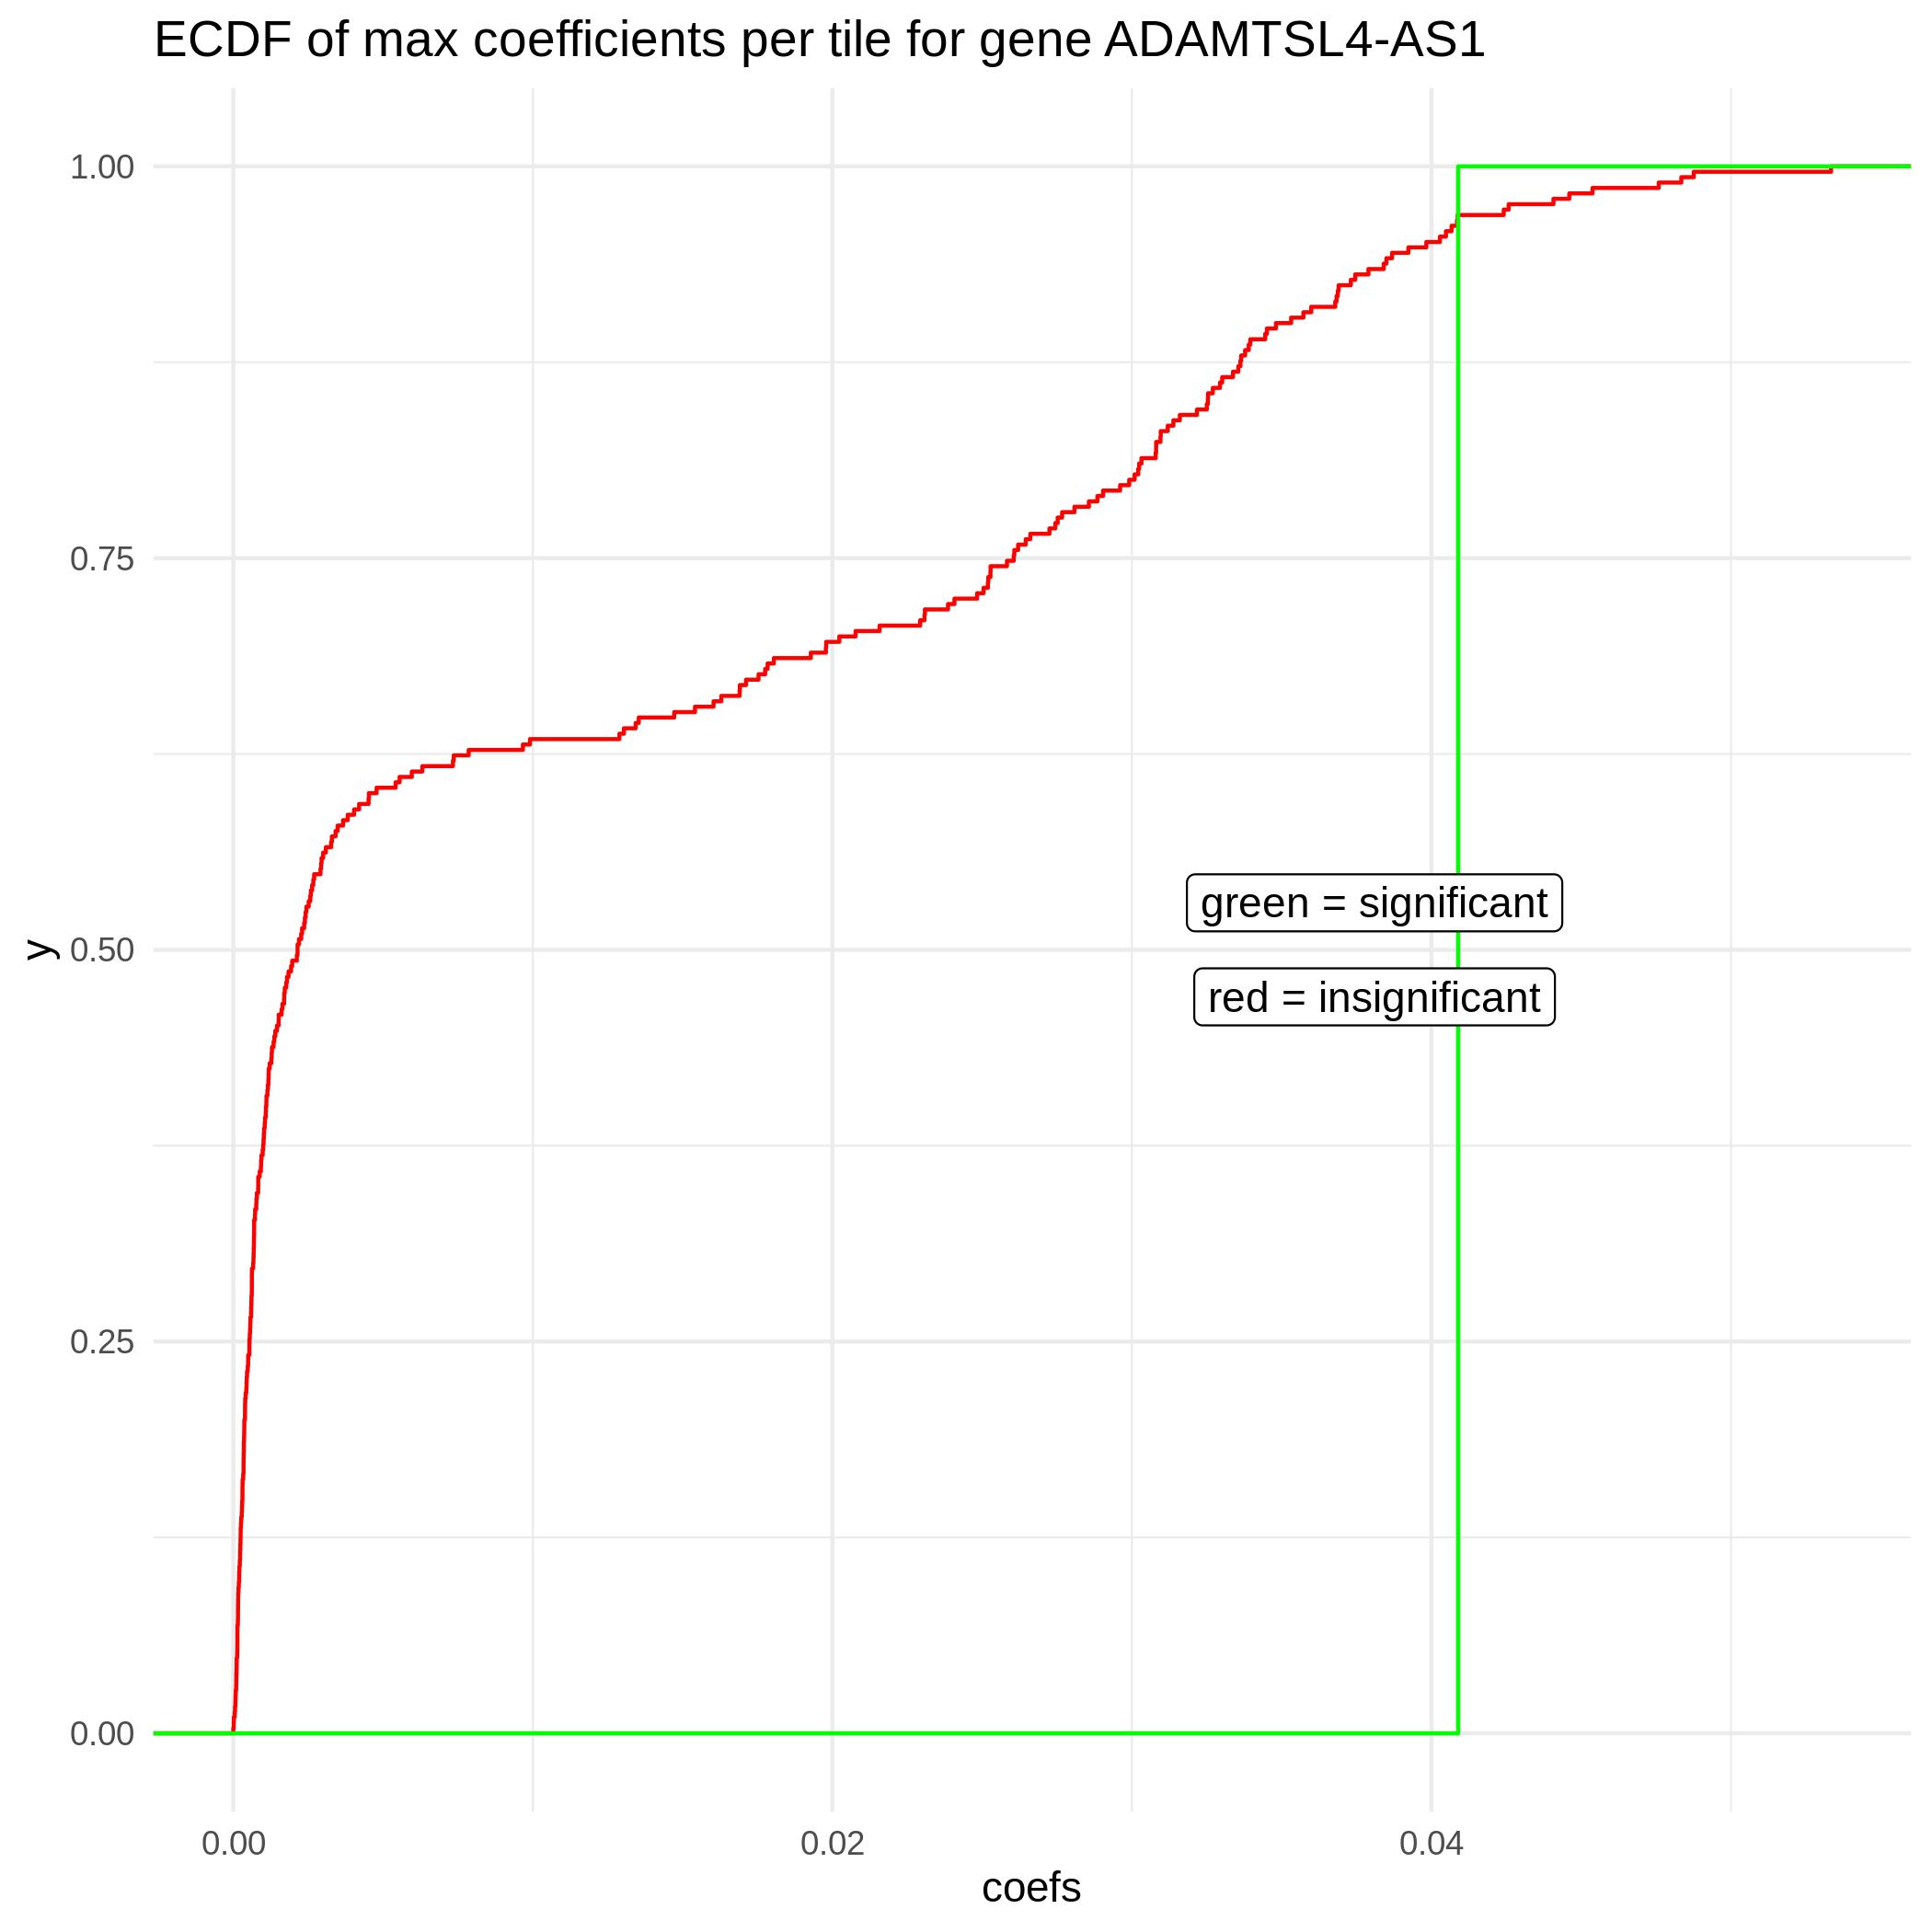 ECDF of max coefficients per tile for gene ADAMTSL4-AS1
1.00
0.75
0.50
0.25
0.00
y
green = significant
red = insignificant
0.00 0.02 0.04
coefs